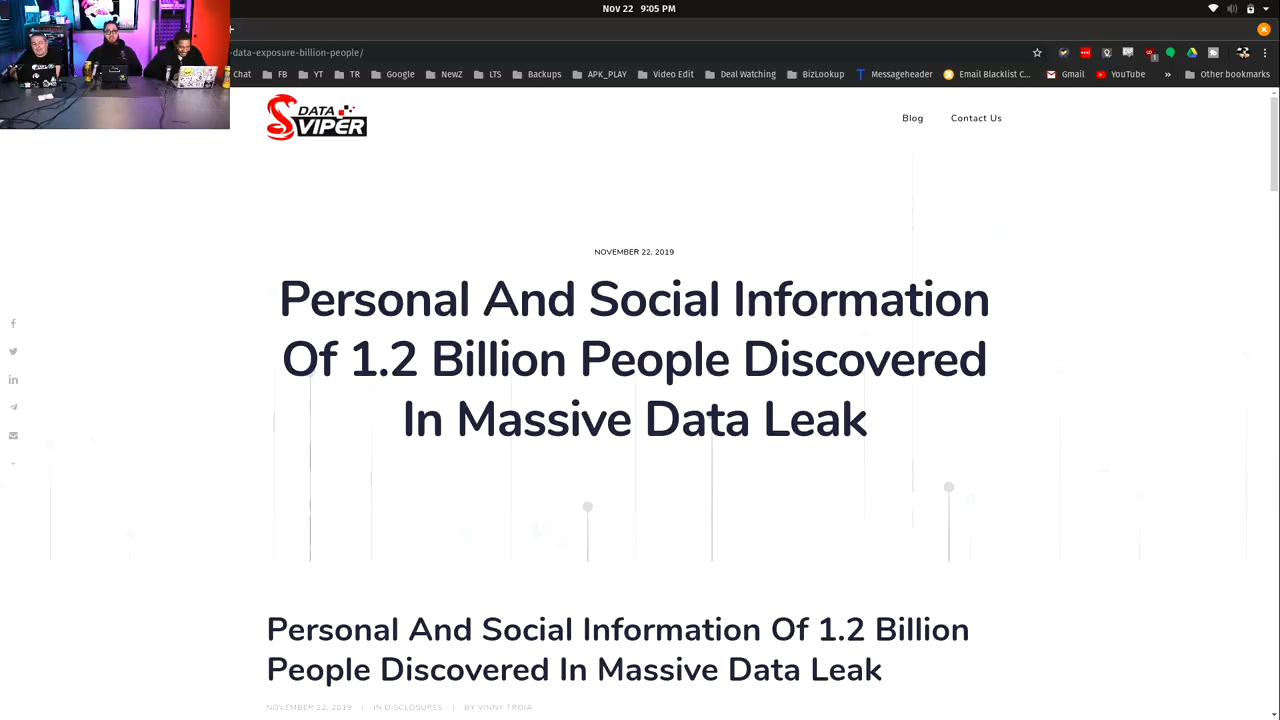 Nov 22 9:05 PM
data-exposure-billion-people/
Chat FB YT TR Google NewZ LTS Backups APK_PLAY Video Edit Deal Watching BizLookup MessageHeader Email Blacklist C... Gmail YouTube » Other bookmarks
DATA VIPER
Blog Contact Us
NOVEMBER 22, 2019
Personal And Social Information
Of 1.2 Billion People Discovered
In Massive Data Leak
Personal And Social Information Of 1.2 Billion
People Discovered In Massive Data Leak
NOVEMBER 22, 2019 | IN DISCLOSURES | BY VINNY TROIA